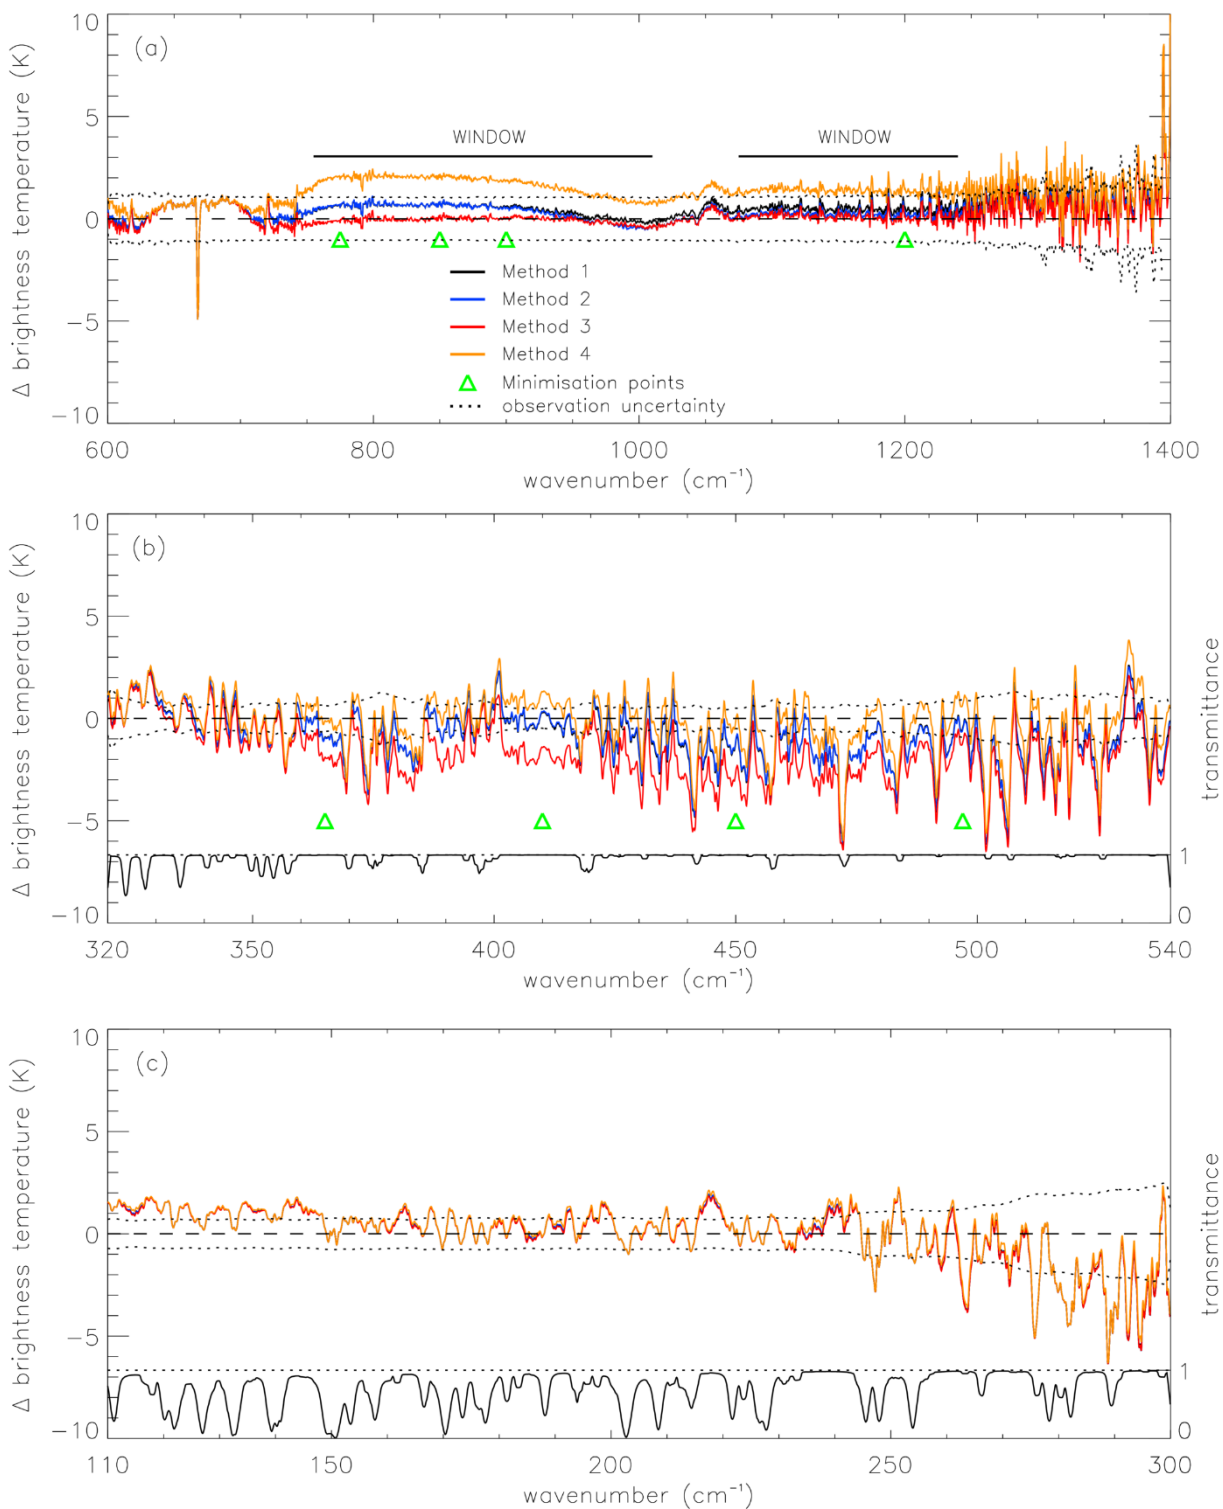 (a)
Δ brightness temperature (K)
10
5
0
−5
−10
WINDOW
WINDOW
Method 1
Method 2
Method 3
Method 4
Minimisation points
observation uncertainty
600
800
1000
1200
1400
wavenumber (cm⁻¹)
(b)
Δ brightness temperature (K)
10
5
0
−5
−10
transmittance
1
0
320
350
400
450
500
540
wavenumber (cm⁻¹)
(c)
Δ brightness temperature (K)
10
5
0
−5
−10
transmittance
1
0
110
150
200
250
300
wavenumber (cm⁻¹)